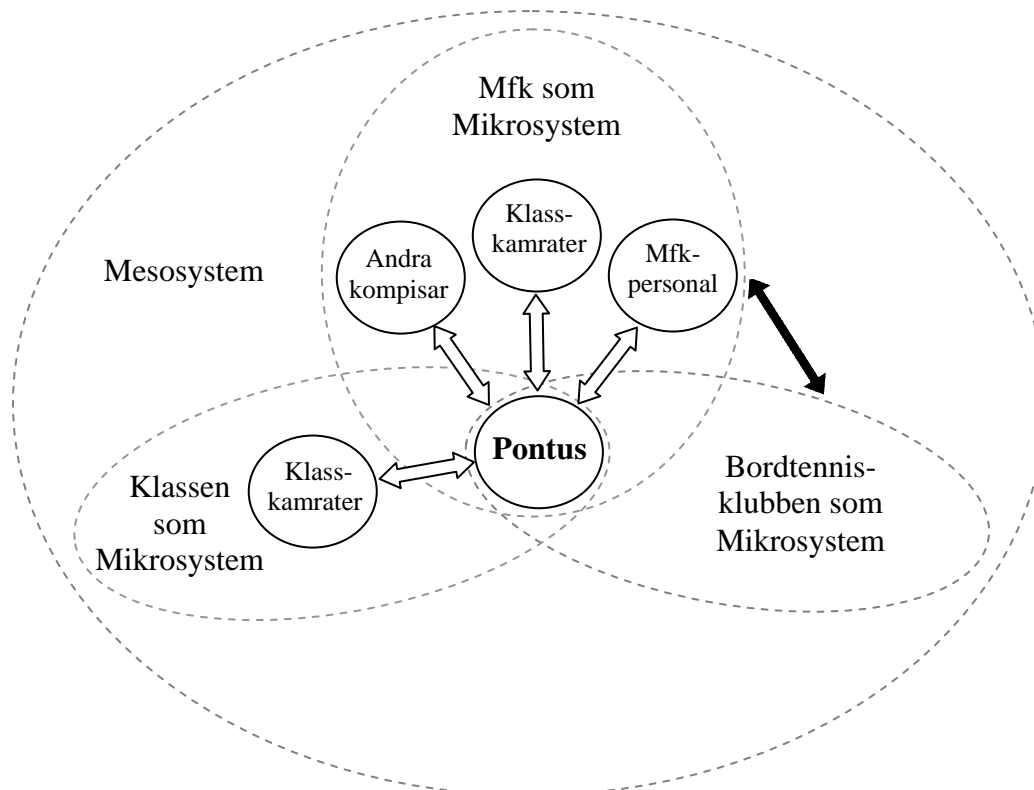 Mfk som
Mikrosystem
Klass-
kamrater
Andra
kompisar
Mfk-
personal
Mesosystem
Pontus
Klass-
kamrater
Klassen
som
Mikrosystem
Bordtennis-
klubben som
Mikrosystem